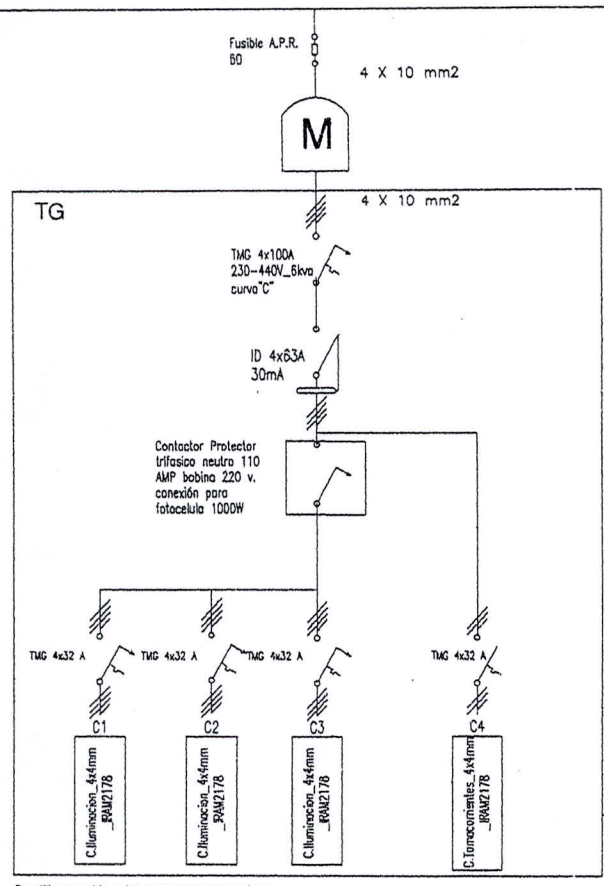 Fusible A.P.R.
60
4 X 10 mm2
M
TG
4 X 10 mm2
TMG 4x100A
230-440V_6kva
curva"C"
ID 4x63A
30mA
Contactor Protector
trifasico neutro 110
AMP bobina 220 v.
conexión para
fotocelula 1000W
TMG 4x32 A
TMG 4x32 A
TMG 4x32 A
TMG 4x32 A
C1
C2
C3
C4
C.Iluminacion_4x4mm
_IRAM2178
C.Iluminacion_4x4mm
_IRAM2178
C.Iluminacion_4x4mm
_IRAM2178
C.Tomacorrientes_4x4mm
_IRAM2178